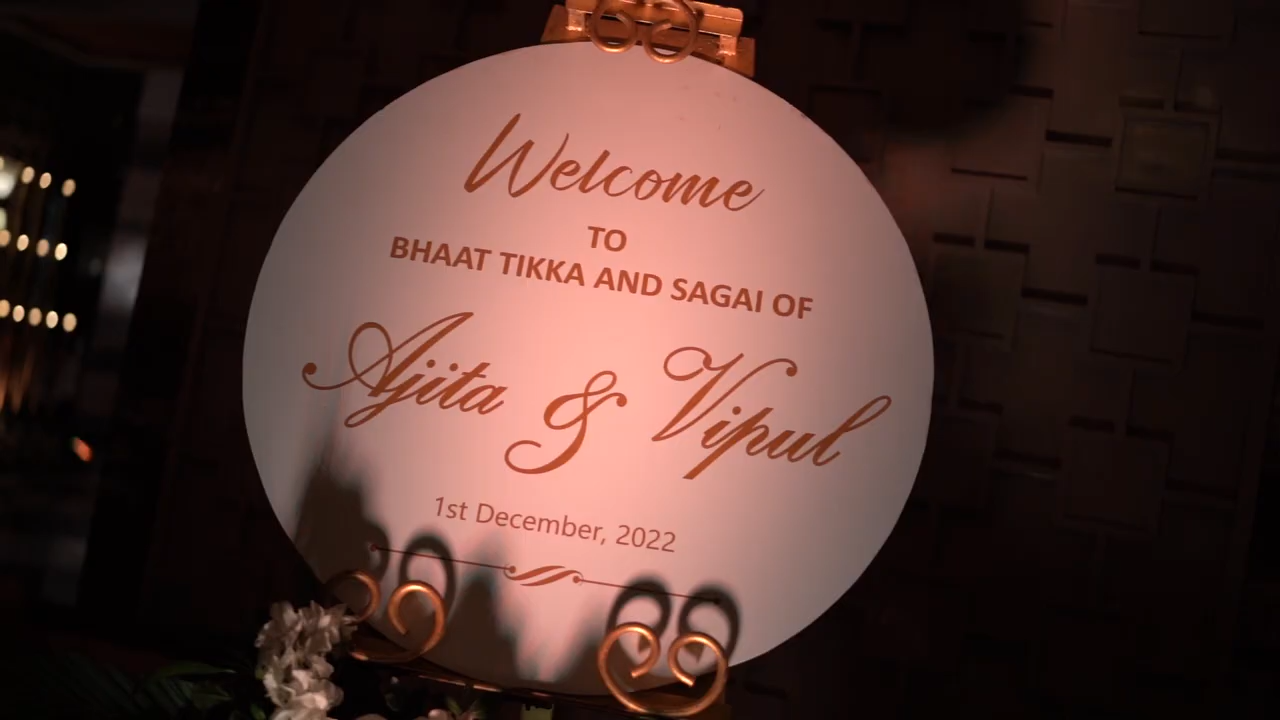 Welcome
TO
BHAAT TIKKA AND SAGAI OF
Ajita & Vipul
1st December, 2022